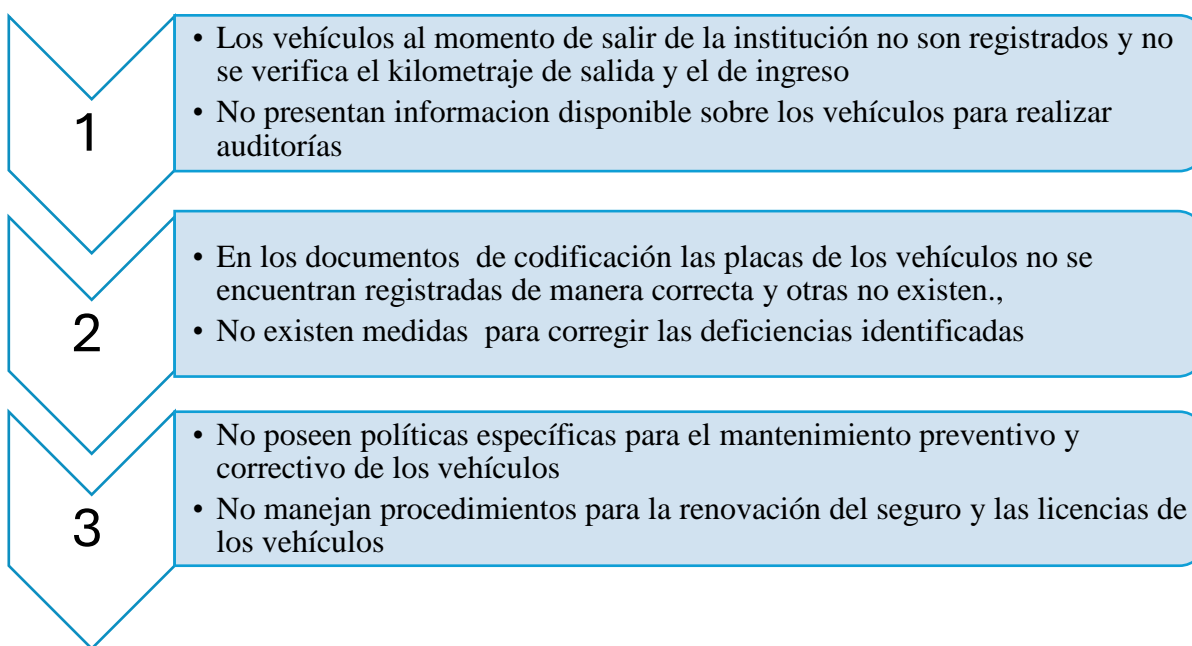 1
• Los vehículos al momento de salir de la institución no son registrados y no
se verifica el kilometraje de salida y el de ingreso
• No presentan informacion disponible sobre los vehículos para realizar
auditorías
2
• En los documentos  de codificación las placas de los vehículos no se
encuentran registradas de manera correcta y otras no existen.,
• No existen medidas  para corregir las deficiencias identificadas
3
• No poseen políticas específicas para el mantenimiento preventivo y
correctivo de los vehículos
• No manejan procedimientos para la renovación del seguro y las licencias de
los vehículos